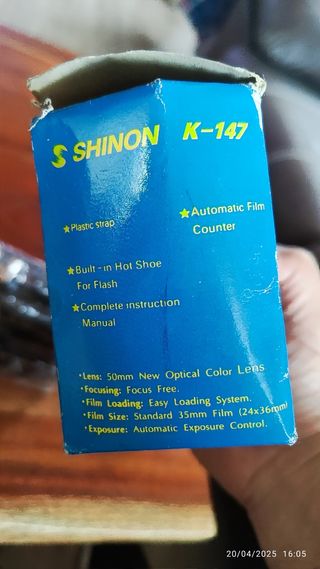 SHINON K-147
★Plastic strap
★Automatic Film
Counter
★Built-in Hot Shoe
For Flash
★Complete instruction
Manual
•Lens: 50mm New Optical Color Lens
•Focusing: Focus Free.
•Film Loading: Easy Loading System.
•Film Size: Standard 35mm Film (24x36mm)
•Exposure: Automatic Exposure Control.
20/04/2025 16:05